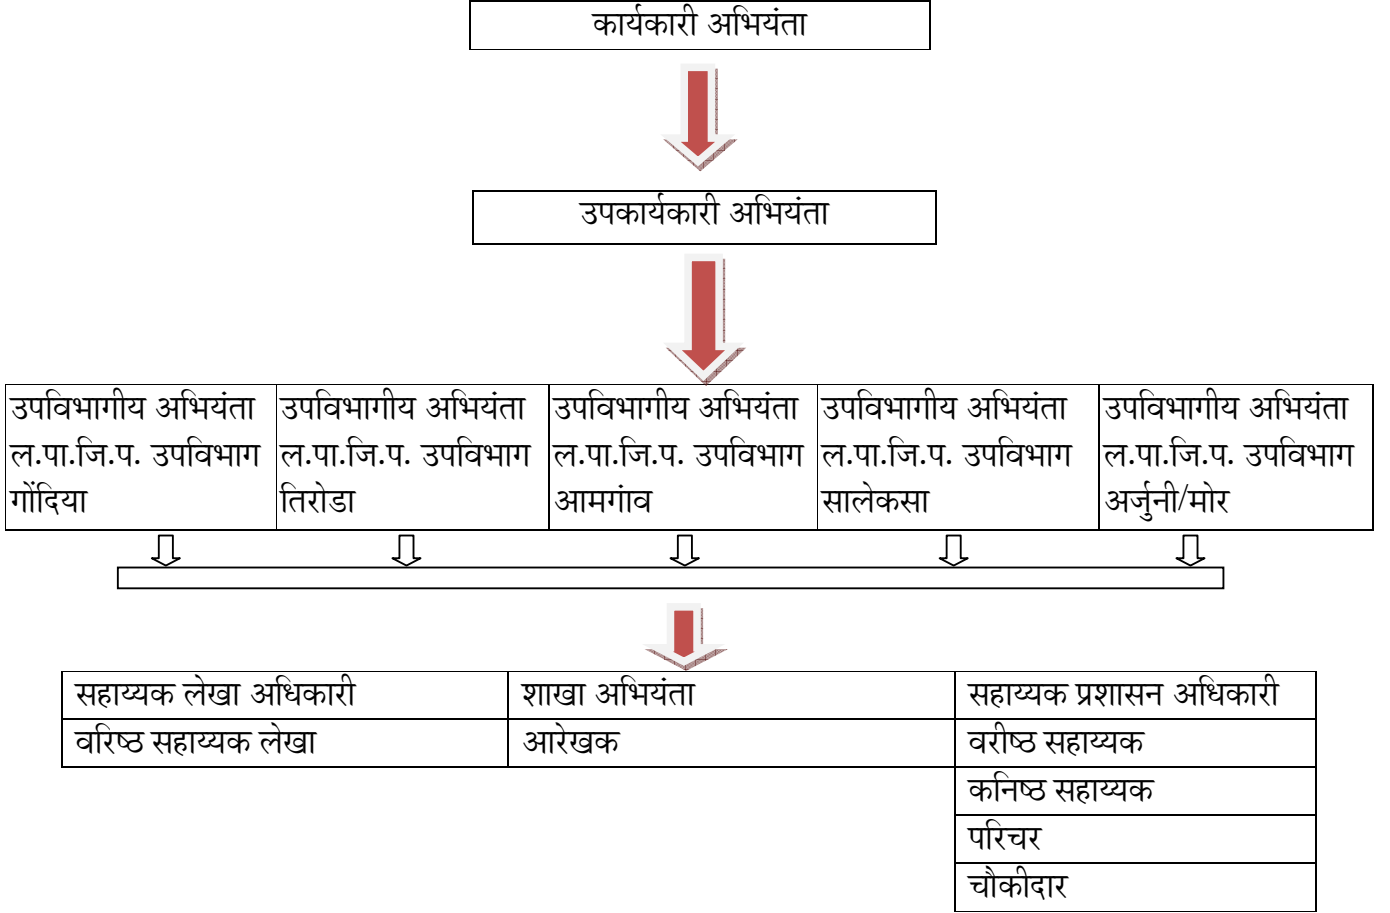 कार्यकारी अभियंता
उपकार्यकारी अभियंता
उपविभागीय अभियंता
ल.पा.जि.प. उपविभाग
गोंदिया
उपविभागीय अभियंता
ल.पा.जि.प. उपविभाग
तिरोडा
उपविभागीय अभियंता
ल.पा.जि.प. उपविभाग
आमगांव
उपविभागीय अभियंता
ल.पा.जि.प. उपविभाग
सालेकसा
उपविभागीय अभियंता
ल.पा.जि.प. उपविभाग
अर्जुनी/मोर
सहाय्यक लेखा अधिकारी
शाखा अभियंता
सहाय्यक प्रशासन अधिकारी
वरिष्ठ सहाय्यक लेखा
आरेखक
वरीष्ठ सहाय्यक
कनिष्ठ सहाय्यक
परिचर
चौकीदार